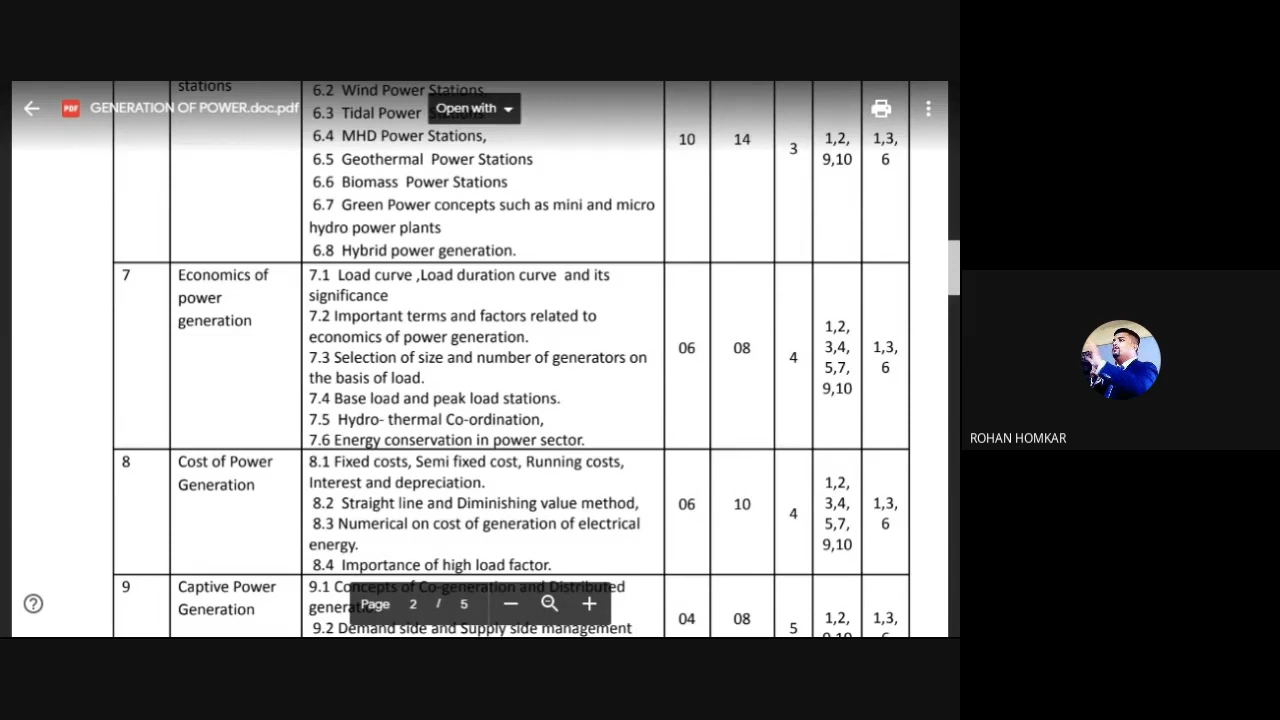 stations
6.2 Wind Power Stations,
GENERATION OF POWER.doc.pdf
Open with
6.3 Tidal Power Stations
6.4 MHD Power Stations,
10
14
3
1,2,
9,10
1,3,
6
6.5 Geothermal Power Stations
6.6 Biomass Power Stations
6.7 Green Power concepts such as mini and micro
hydro power plants
6.8 Hybrid power generation.
7
Economics of
power
generation
7.1 Load curve ,Load duration curve and its
significance
7.2 Important terms and factors related to
economics of power generation.
7.3 Selection of size and number of generators on
the basis of load.
7.4 Base load and peak load stations.
7.5 Hydro- thermal Co-ordination,
7.6 Energy conservation in power sector.
06
08
4
1,2,
3,4,
5,7,
9,10
1,3,
6
8
Cost of Power
Generation
8.1 Fixed costs, Semi fixed cost, Running costs,
Interest and depreciation.
8.2 Straight line and Diminishing value method,
8.3 Numerical on cost of generation of electrical
energy.
8.4 Importance of high load factor.
06
10
4
1,2,
3,4,
5,7,
9,10
1,3,
6
9
Captive Power
Generation
9.1 Concepts of Co-generation and Distributed
9.2 Demand side and Supply side management
04
08
5
1,2,
1,3,
Page 2 / 5
ROHAN HOMKAR